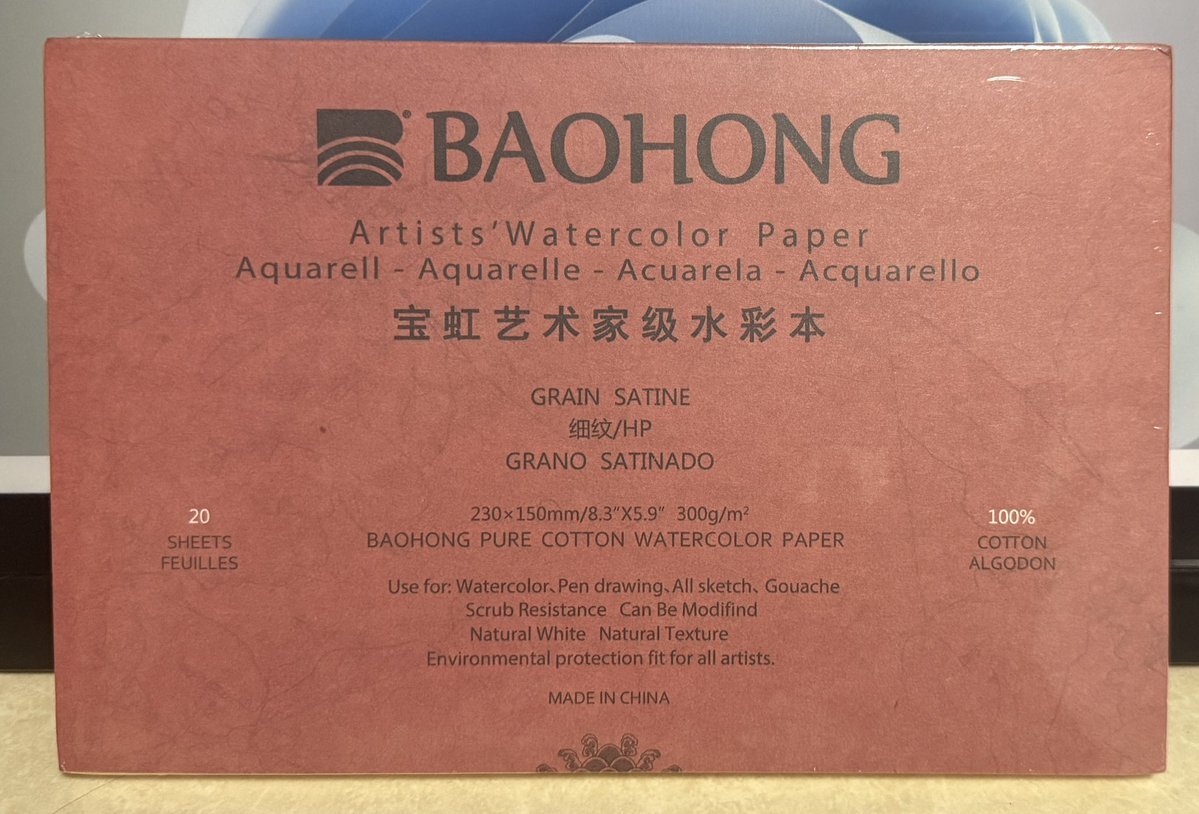 BAOHONG
Artists'Watercolor Paper
Aquarell - Aquarelle - Acuarela - Acquarello
宝虹艺术家级水彩本
GRAIN SATINE
细纹/HP
GRANO SATINADO
230×150mm/8.3"X5.9" 300g/m²
BAOHONG PURE COTTON WATERCOLOR PAPER
20
SHEETS
FEUILLES
100%
COTTON
ALGODON
Use for: Watercolor、Pen drawing、All sketch、Gouache
Scrub Resistance Can Be Modifind
Natural White Natural Texture
Environmental protection fit for all artists.
MADE IN CHINA